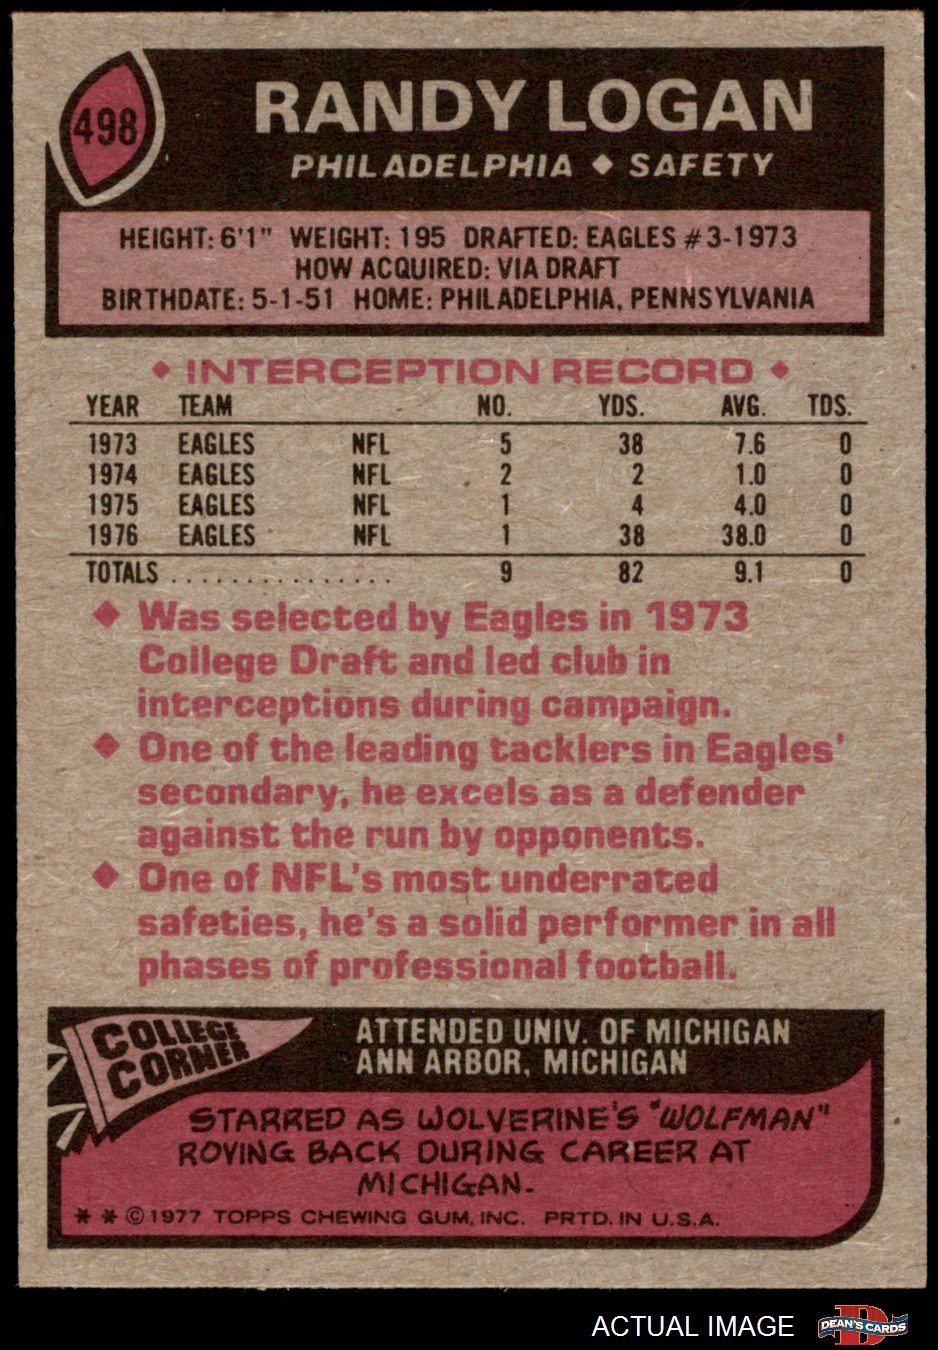 498
RANDY LOGAN
PHILADELPHIA ◆ SAFETY
HEIGHT: 6'1" WEIGHT: 195 DRAFTED: EAGLES #3-1973
HOW ACQUIRED: VIA DRAFT
BIRTHDATE: 5-1-51 HOME: PHILADELPHIA, PENNSYLVANIA
◆ INTERCEPTION RECORD ◆
YEAR TEAM NO. YDS. AVG. TDS.
1973 EAGLES NFL 5 38 7.6 0
1974 EAGLES NFL 2 2 1.0 0
1975 EAGLES NFL 1 4 4.0 0
1976 EAGLES NFL 1 38 38.0 0
TOTALS . . . . . . . . . . . . . . . 9 82 9.1 0
◆ Was selected by Eagles in 1973
College Draft and led club in
interceptions during campaign.
◆ One of the leading tacklers in Eagles'
secondary, he excels as a defender
against the run by opponents.
◆ One of NFL's most underrated
safeties, he's a solid performer in all
phases of professional football.
COLLEGE
CORNER
ATTENDED UNIV. OF MICHIGAN
ANN ARBOR, MICHIGAN
STARRED AS WOLVERINE'S "WOLFMAN"
ROVING BACK DURING CAREER AT
MICHIGAN.
* * © 1977 TOPPS CHEWING GUM, INC. PRTD. IN U.S.A.
ACTUAL IMAGE
D
DEAN'S CARDS